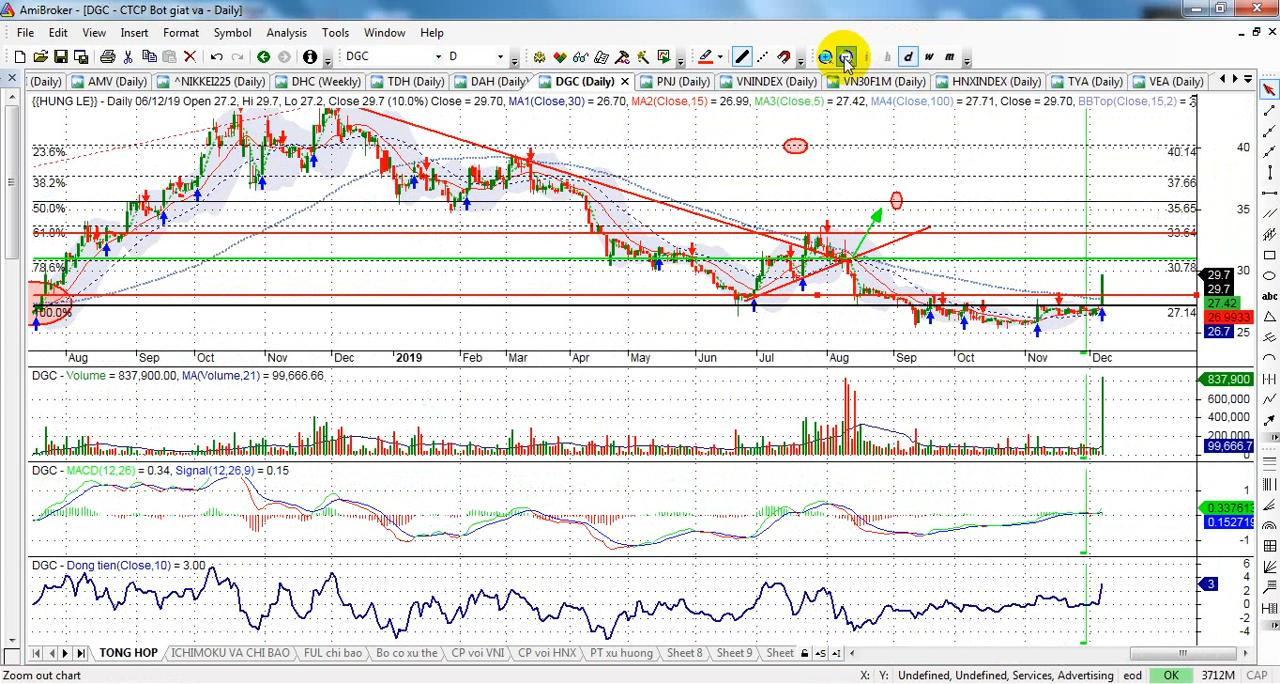 AmiBroker - [DGC - CTCP Bot giat va - Daily]
File Edit View Insert Format Symbol Analysis Tools Window Help
DGC D h d w m
(Daily) AMV (Daily) ^NIKKEI225 (Daily) DHC (Weekly) TDH (Daily) DAH (Daily) DGC (Daily) PNJ (Daily) VNINDEX (Daily) VN30F1M (Daily) HNXINDEX (Daily) TYA (Daily) VEA (Daily)
{{HUNG LE}} - Daily 06/12/19 Open 27.2, Hi 29.7, Lo 27.2, Close 29.7 (10.0%) Close = 29.70, MA1(Close,30) = 26.70, MA2(Close,15) = 26.99, MA3(Close,5) = 27.42, MA4(Close,100) = 27.71, Close = 29.70, BBTop(Close,15,2) =
23.6% 40.14 40
38.2% 37.66
50.0% 35.65 35
61.8% 33.64
78.6% 30.78 30
29.7
29.7
27.42
100.0% 27.14 26.9933
26.7 25
Aug Sep Oct Nov Dec 2019 Feb Mar Apr May Jun Jul Aug Sep Oct Nov Dec
DGC - Volume = 837,900.00, MA(Volume,21) = 99,666.66
837,900
600,000
400,000
200,000
99,666.7
DGC - MACD(12,26) = 0.34, Signal(12,26,9) = 0.15
1
0.337613
0.152719
-1
DGC - Dong tien(Close,10) = 3.00
6
4
3
2
0
-2
-4
TONG HOP ICHIMOKU VA CHI BAO FUL chi bao Bo co xu the CP voi VNI CP voi HNX PT xu huong Sheet 8 Sheet 9 Sheet
Zoom out chart X: Y: Undefined, Undefined, Services, Advertising eod OK 3712M CAP
abc